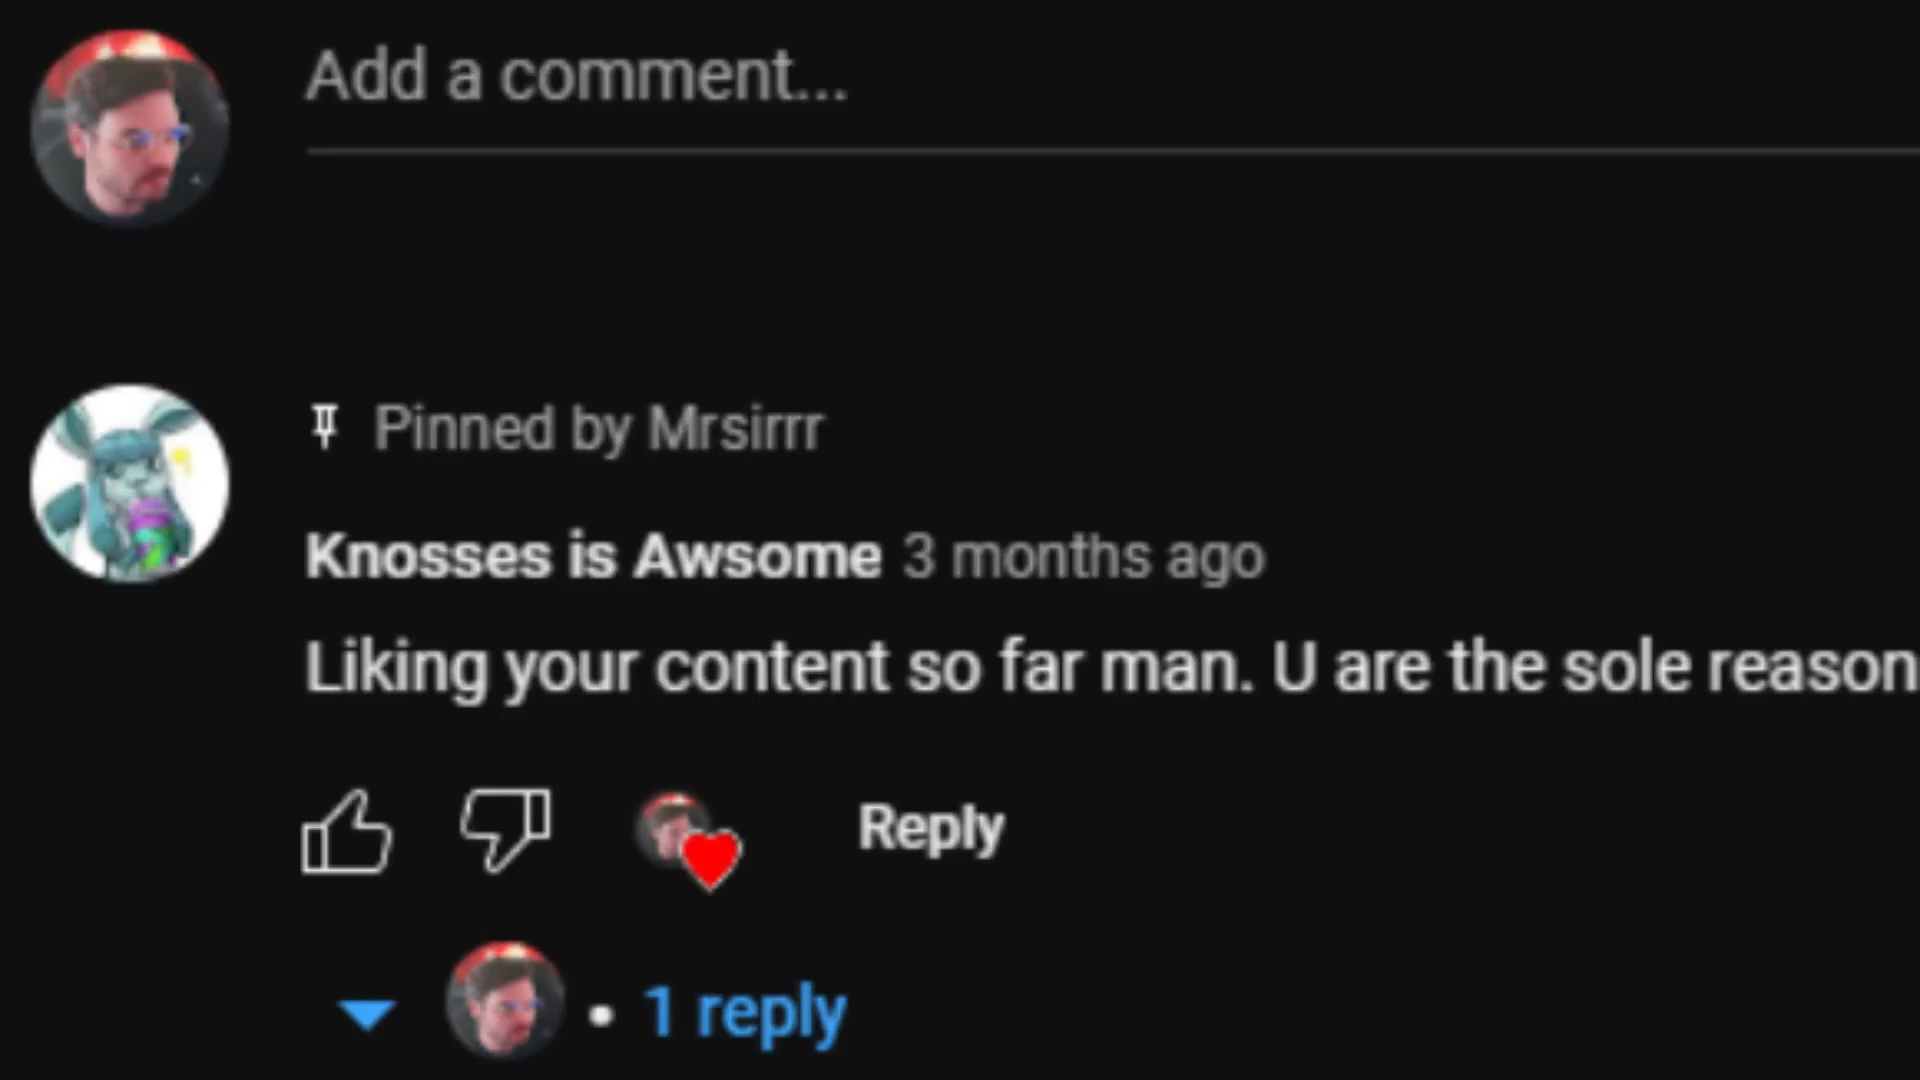 Add a comment...
Pinned by Mrsirrr
Knosses is Awsome 3 months ago
Liking your content so far man. U are the sole reason
Reply
1 reply